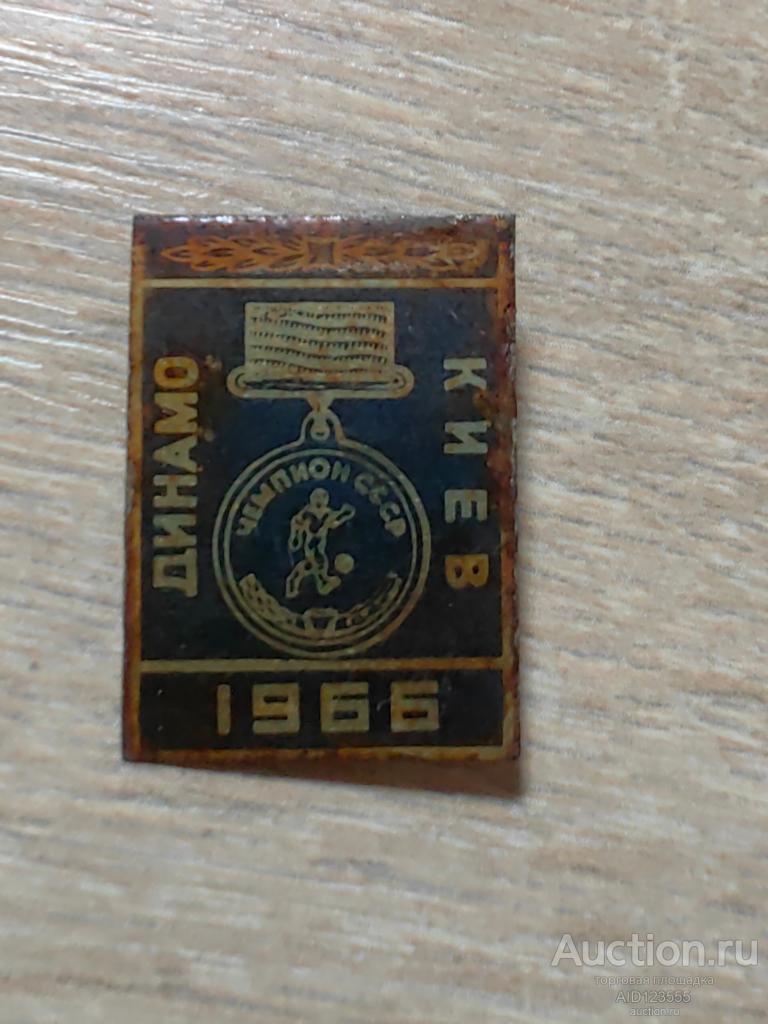 ДИНАМО
КИЕВ
ЧЕМПИОН СССР
1966
Auction.ru
торговая площадка
AID123555
auction.ru